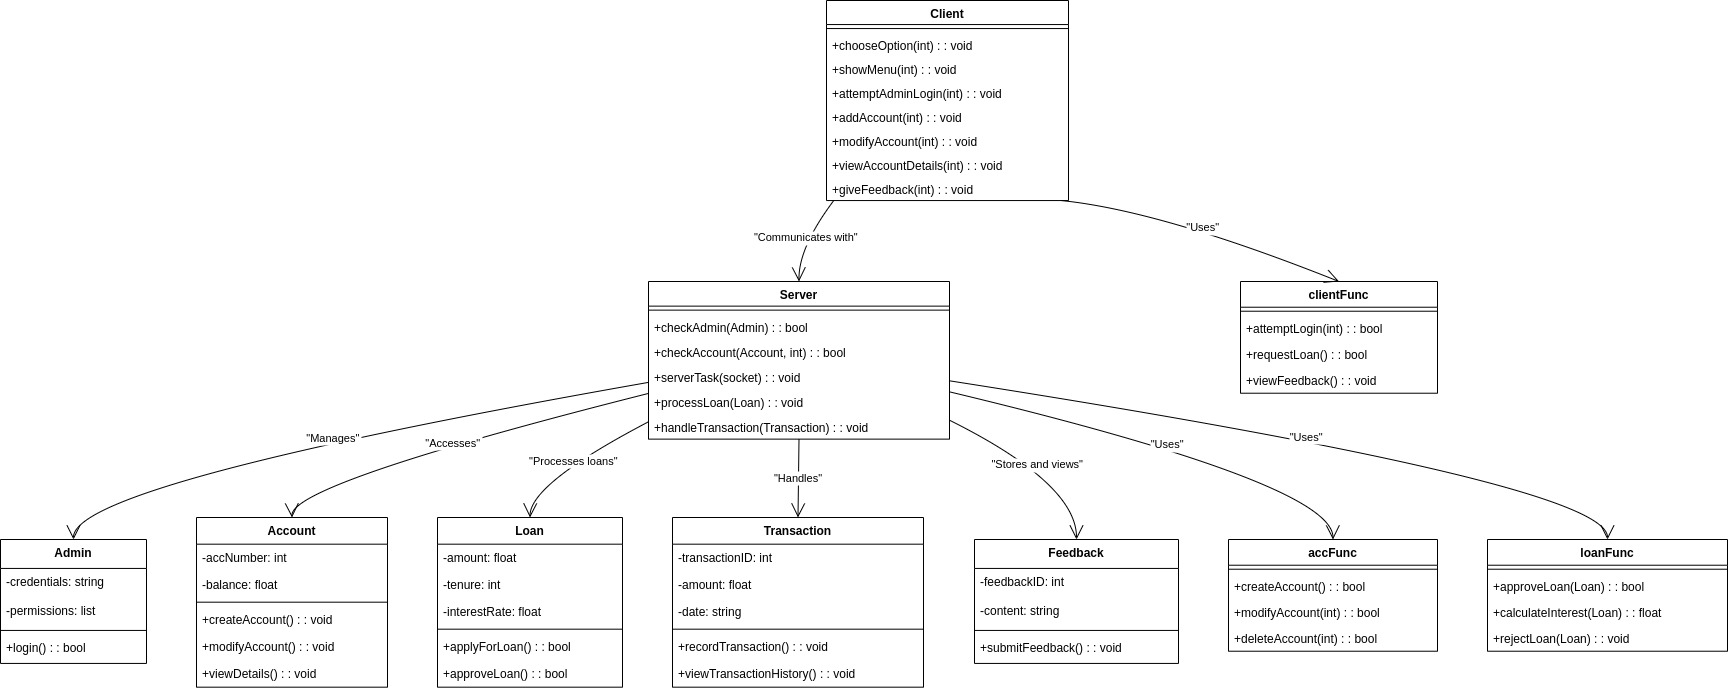 Client
+chooseOption(int) : : void
+showMenu(int) : : void
+attemptAdminLogin(int) : : void
+addAccount(int) : : void
+modifyAccount(int) : : void
+viewAccountDetails(int) : : void
+giveFeedback(int) : : void
"Communicates with"
"Uses"
Server
+checkAdmin(Admin) : : bool
+checkAccount(Account, int) : : bool
+serverTask(socket) : : void
+processLoan(Loan) : : void
+handleTransaction(Transaction) : : void
clientFunc
+attemptLogin(int) : : bool
+requestLoan() : : bool
+viewFeedback() : : void
"Manages"
"Accesses"
"Processes loans"
"Handles"
"Stores and views"
"Uses"
"Uses"
Admin
-credentials: string
-permissions: list
+login() : : bool
Account
-accNumber: int
-balance: float
+createAccount() : : void
+modifyAccount() : : void
+viewDetails() : : void
Loan
-amount: float
-tenure: int
-interestRate: float
+applyForLoan() : : bool
+approveLoan() : : bool
Transaction
-transactionID: int
-amount: float
-date: string
+recordTransaction() : : void
+viewTransactionHistory() : : void
Feedback
-feedbackID: int
-content: string
+submitFeedback() : : void
accFunc
+createAccount() : : bool
+modifyAccount(int) : : bool
+deleteAccount(int) : : bool
loanFunc
+approveLoan(Loan) : : bool
+calculateInterest(Loan) : : float
+rejectLoan(Loan) : : void